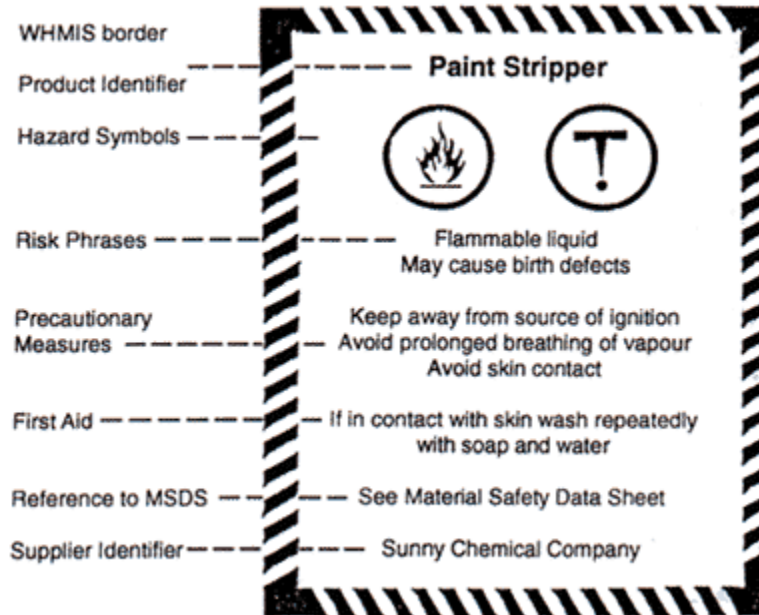 WHMIS border
Product Identifier
Paint Stripper
Hazard Symbols
Risk Phrases
Flammable liquid
May cause birth defects
Precautionary
Measures
Keep away from source of ignition
Avoid prolonged breathing of vapour
Avoid skin contact
First Aid
If in contact with skin wash repeatedly
with soap and water
Reference to MSDS
See Material Safety Data Sheet
Supplier Identifier
Sunny Chemical Company